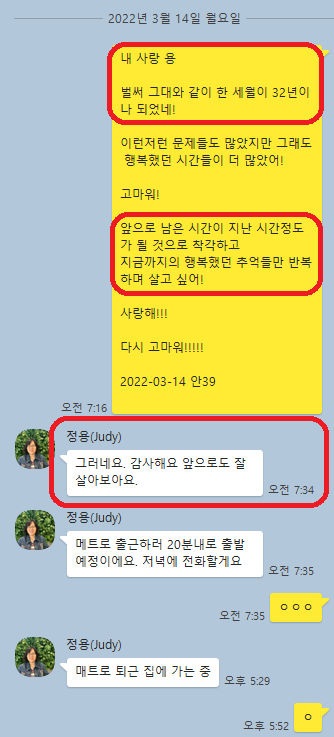 2022년 3월 14일 월요일
내 사랑 용
벌써 그대와 같이 한 세월이 32년이
나 되었네!
이런저런 문제들도 많았지만 그래도
행복했던 시간들이 더 많았어!
고마워!
앞으로 남은 시간이 지난 시간정도
가 될 것으로 착각하고
지금까지의 행복했던 추억들만 반복
하며 살고 싶어!
사랑해!!!
다시 고마워!!!!!
2022-03-14 안39
오전 7:16
정용(Judy)
그러네요. 감사해요 앞으로도 잘
살아보아요.
오전 7:34
정용(Judy)
메트로 출근하러 20분내로 출발
예정이에요. 저녁에 전화할게요
오전 7:35
오전 7:35
ㅇㅇㅇ
정용(Judy)
매트로 퇴근 집에 가는 중
오후 5:29
오후 5:52
ㅇ